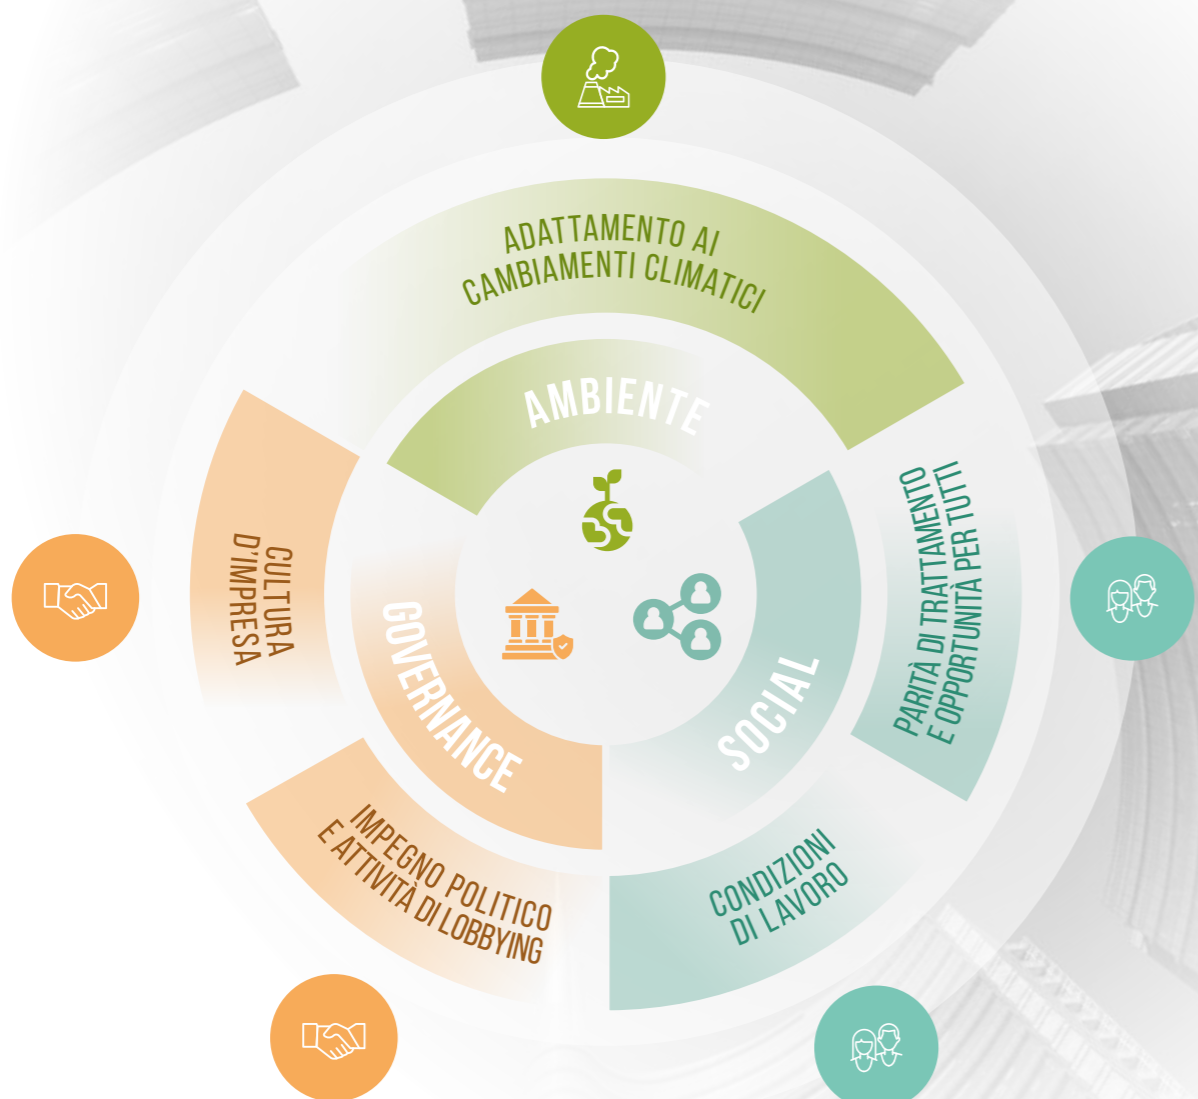 ADATTAMENTO AI
CAMBIAMENTI CLIMATICI
AMBIENTE
PARITÀ DI TRATTAMENTO
E OPPORTUNITÀ PER TUTTI
SOCIAL
CONDIZIONI
DI LAVORO
GOVERNANCE
IMPEGNO POLITICO
E ATTIVITÀ DI LOBBYING
CULTURA
D'IMPRESA